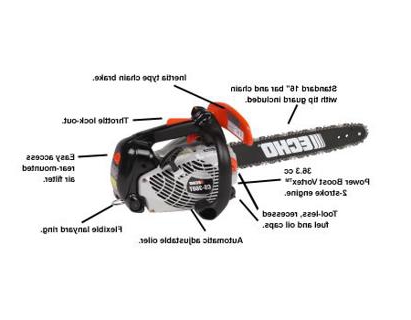 Inertia type chain brake.
Standard 16" bar and chain
with tip guard included.
Throttle lock-out.
ECHO
Easy access
rear-mounted
air filter.
36.3 cc
Power Boost Vortex™
2-stroke engine.
Tool-less, recessed
fuel and oil caps.
Flexible lanyard ring.
Automatic adjustable oiler.